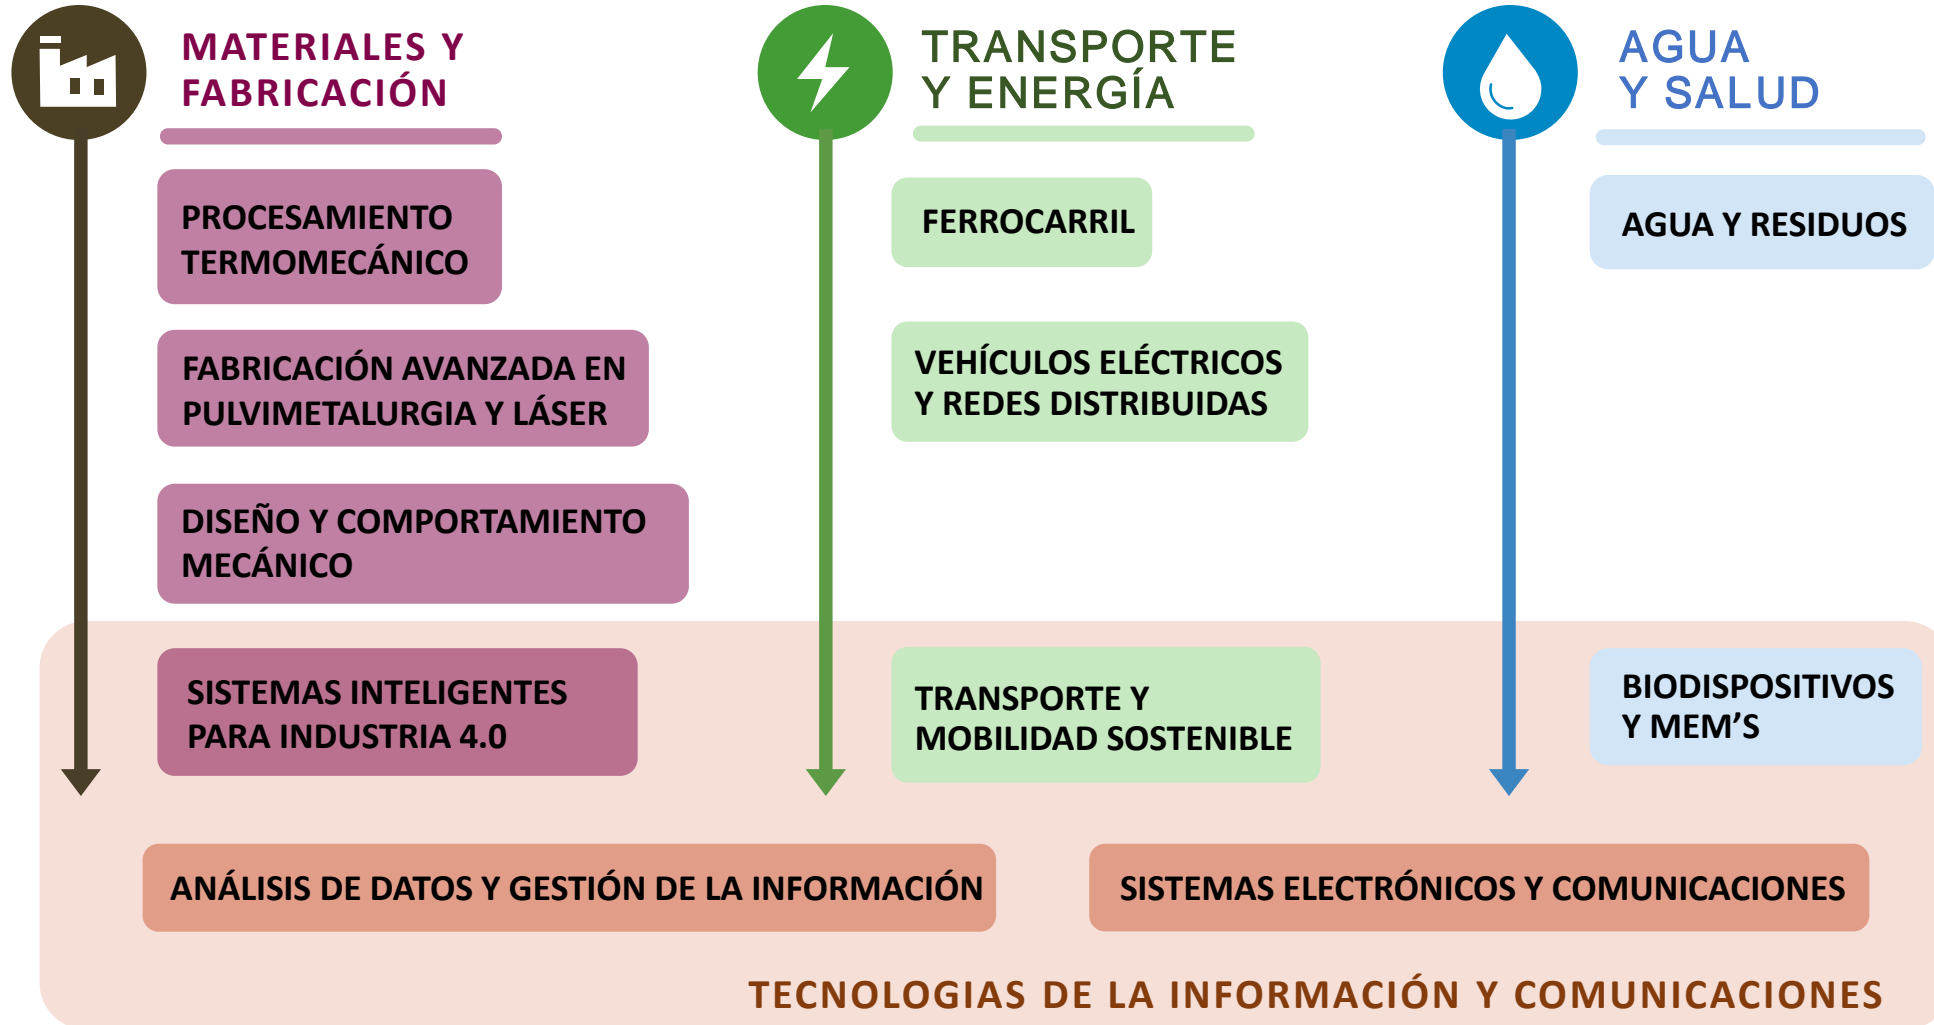 MATERIALES Y
FABRICACIÓN
PROCESAMIENTO
TERMOMECÁNICO
FABRICACIÓN AVANZADA EN
PULVIMETALURGIA Y LÁSER
DISEÑO Y COMPORTAMIENTO
MECÁNICO
SISTEMAS INTELIGENTES
PARA INDUSTRIA 4.0
TRANSPORTE
Y ENERGÍA
FERROCARRIL
VEHÍCULOS ELÉCTRICOS
Y REDES DISTRIBUIDAS
TRANSPORTE Y
MOBILIDAD SOSTENIBLE
AGUA
Y SALUD
AGUA Y RESIDUOS
BIODISPOSITIVOS
Y MEM’S
ANÁLISIS DE DATOS Y GESTIÓN DE LA INFORMACIÓN
SISTEMAS ELECTRÓNICOS Y COMUNICACIONES
TECNOLOGIAS DE LA INFORMACIÓN Y COMUNICACIONES